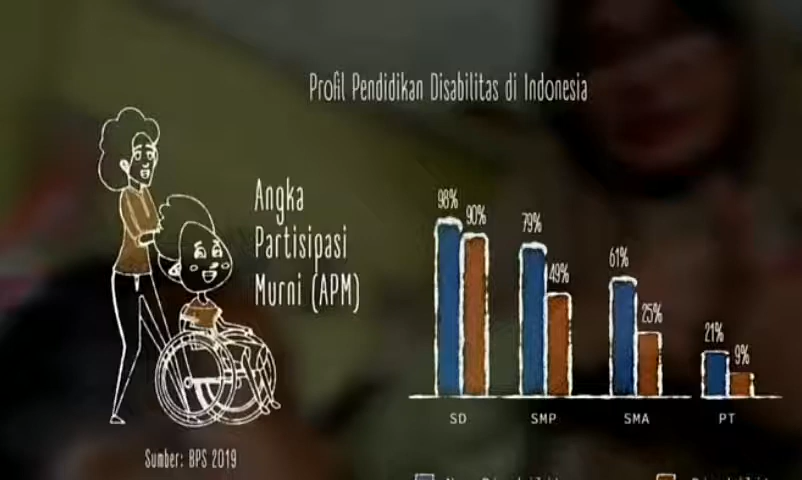 Profil Pendidikan Disabilitas di Indonesia
Angka
Partisipasi
Murni (APM)
98%
90%
79%
49%
61%
25%
21%
9%
SD
SMP
SMA
PT
Sumber: BPS 2019